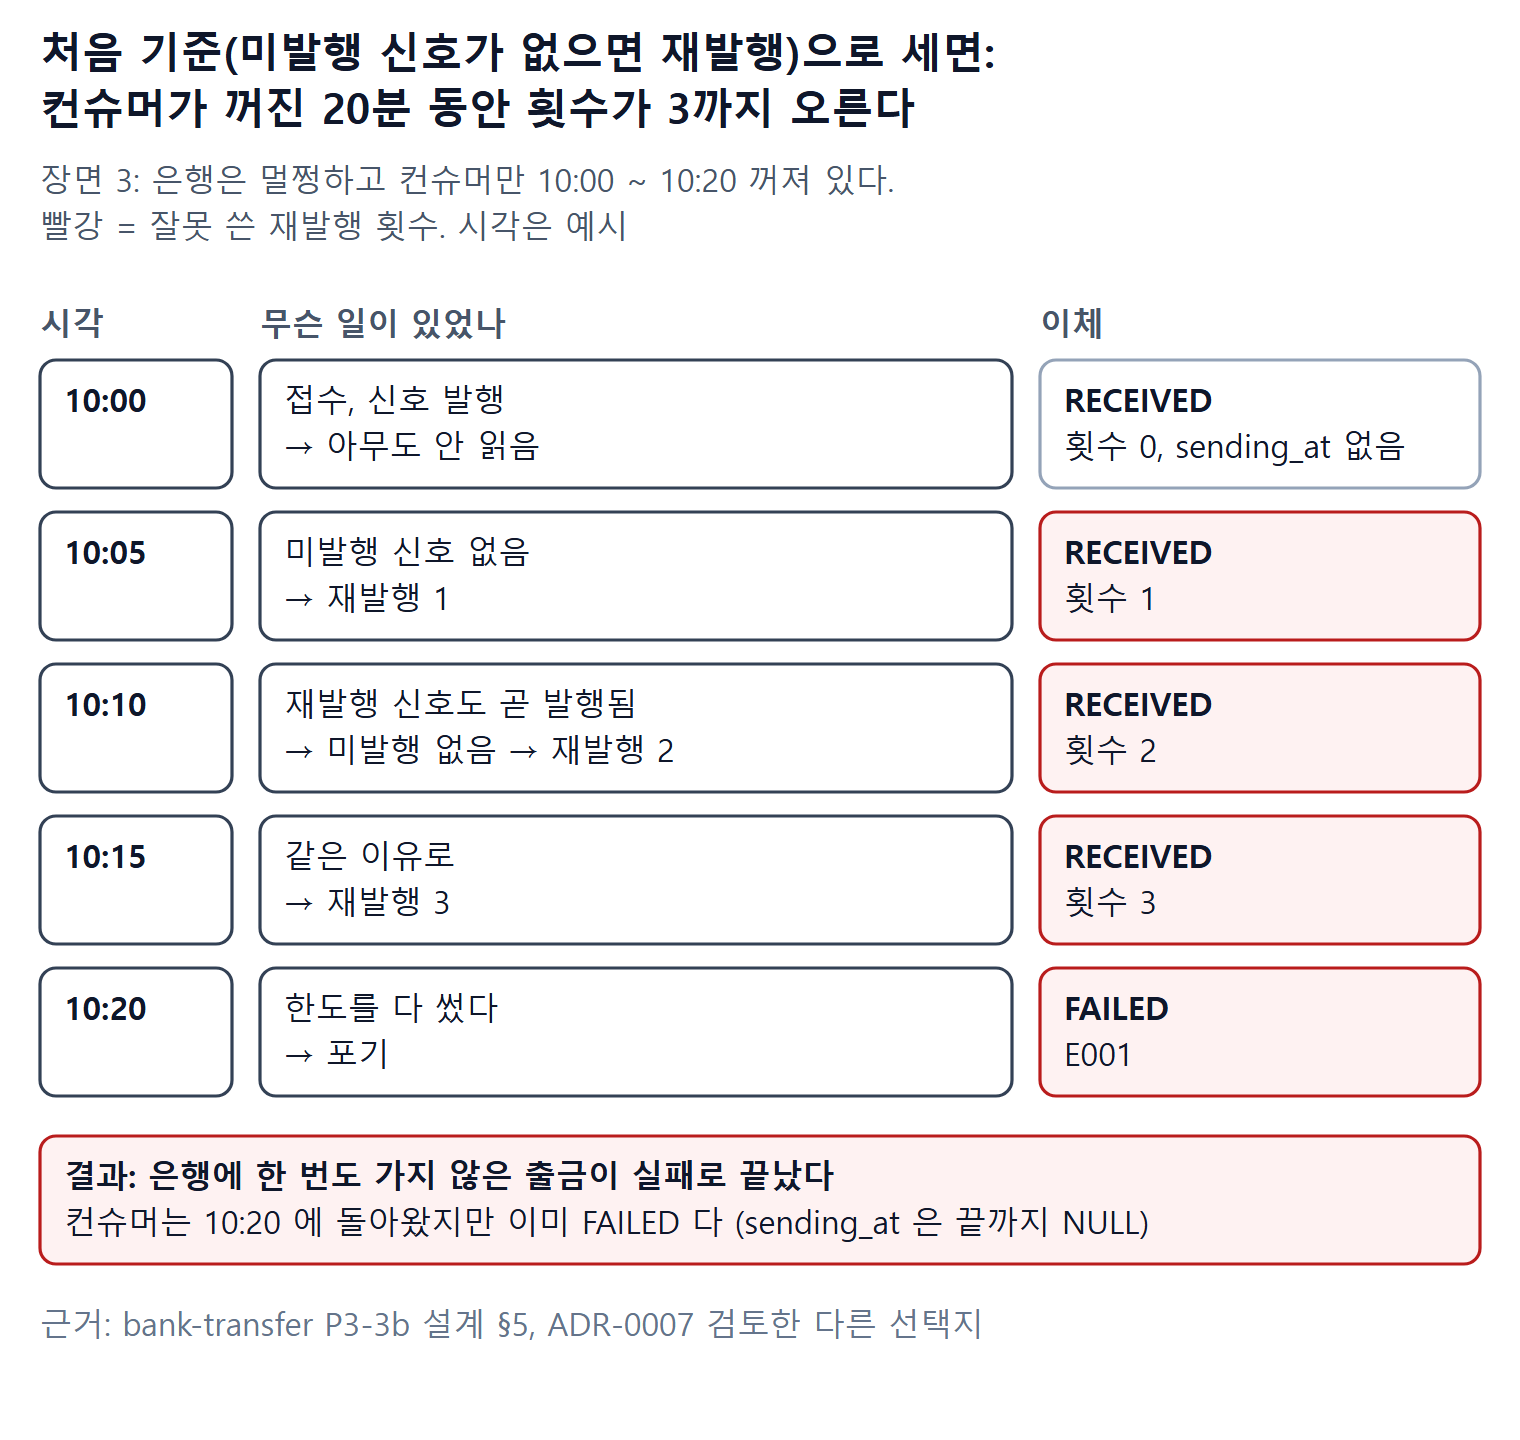 처음 기준(미발행 신호가 없으면 재발행)으로 세면:
컨슈머가 꺼진 20분 동안 횟수가 3까지 오른다
장면 3: 은행은 멀쩡하고 컨슈머만 10:00 ~ 10:20 꺼져 있다.
빨강 = 잘못 쓴 재발행 횟수. 시각은 예시
시각
무슨 일이 있었나
이체
10:00
접수, 신호 발행
→ 아무도 안 읽음
RECEIVED
횟수 0, sending_at 없음
10:05
미발행 신호 없음
→ 재발행 1
RECEIVED
횟수 1
10:10
재발행 신호도 곧 발행됨
→ 미발행 없음 → 재발행 2
RECEIVED
횟수 2
10:15
같은 이유로
→ 재발행 3
RECEIVED
횟수 3
10:20
한도를 다 썼다
→ 포기
FAILED
E001
결과: 은행에 한 번도 가지 않은 출금이 실패로 끝났다
컨슈머는 10:20 에 돌아왔지만 이미 FAILED 다 (sending_at 은 끝까지 NULL)
근거: bank-transfer P3-3b 설계 §5, ADR-0007 검토한 다른 선택지